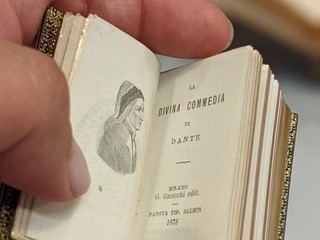 LA
DIVINA COMMEDIA
DI
DANTE
MILANO
G. Gnocchi edit.
PADOVA TIP. SALMIN
1878